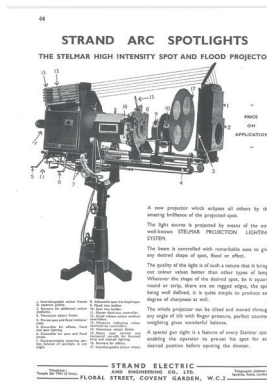 44
STRAND ARC SPOTLIGHTS
THE STELMAR HIGH INTENSITY SPOT AND FLOOD PROJECTO
PRICE
ON
APPLICATION
A new projector which eclipses all others by th
amazing brilliance of the projected spot.
The light source is projected by means of the no
well-known STELMAR PROJECTION LIGHTIN
SYSTEM.
The beam is controlled with remarkable ease to giv
any desired shape of spot, flood or effect.
The quality of the light is of such a nature that it bring
out colour values better than other types of lamp
Whatever the shape of the desired spot, be it squar
round or strip, there are no ragged edges, the spo
being well defined, it is quite simple to produce an
degree of sharpness at will.
The whole projector can be tilted and moved throug
any angle of tilt with finger pressure, perfect counter
weighting gives wonderful balance.
A special gun sight is a feature of every Stelmar spo
enabling the operator to pre-set his spot for an
desired position before opening the dowser.
STRAND ELECTRIC
AND ENGINEERING CO., LTD.
FLORAL STREET, COVENT GARDEN, W.C.2